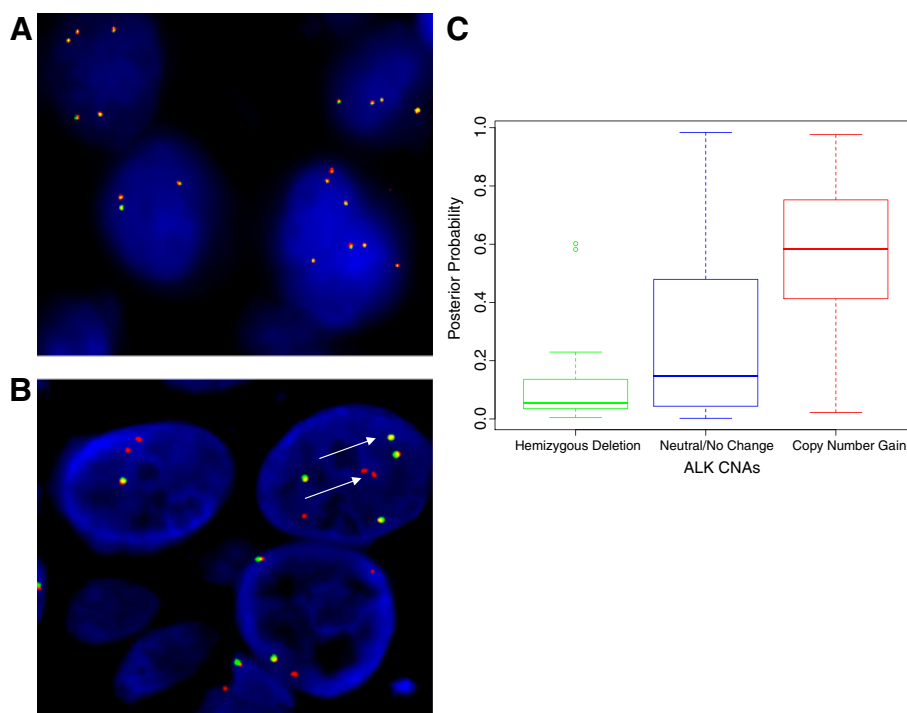 A
B
C
Posterior Probability
1.0
0.8
0.6
0.4
0.2
0.0
Hemizygous Deletion
Neutral/No Change
Copy Number Gain
ALK CNAs